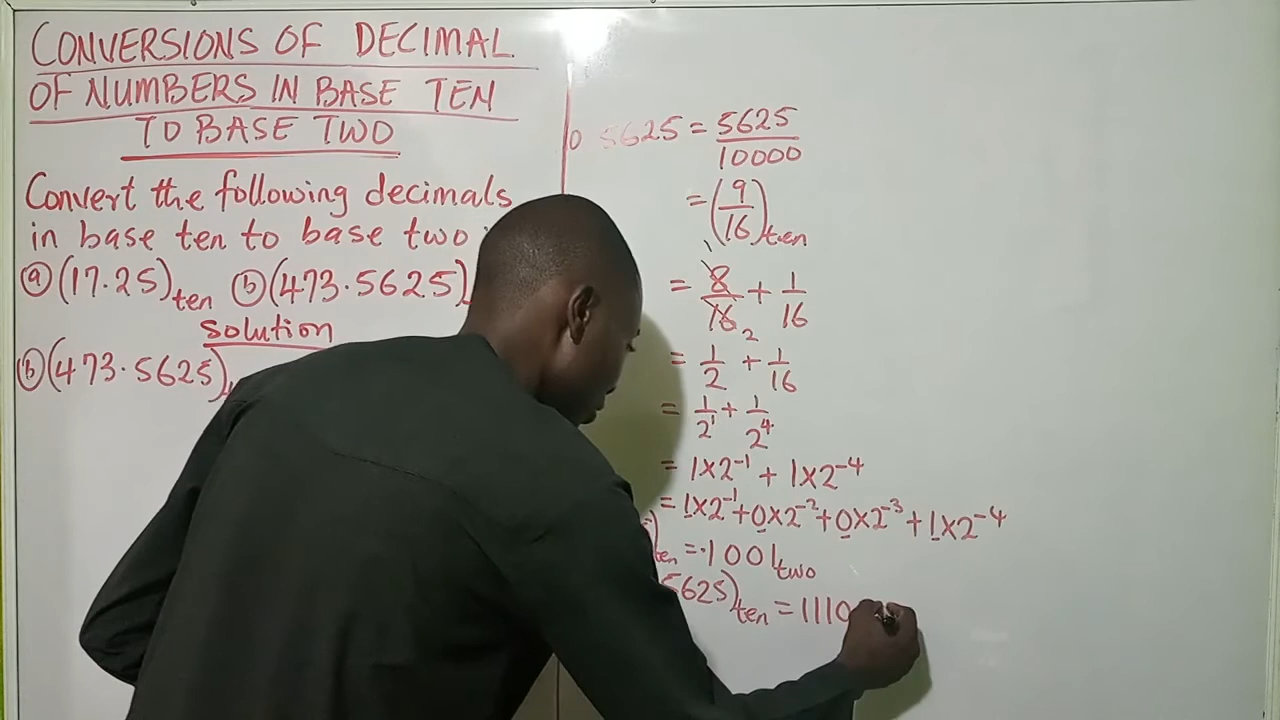 CONVERSIONS OF DECIMAL
OF NUMBERS IN BASE TEN
TO BASE TWO
Convert the following decimals
in base ten to base two
(a) (17.25)ten (b) (473.5625)
Solution
(b) (473.5625)
0 5625 = 5625/10000
= (9/16)ten
= 8/16 + 1/16
1 2
= 1/2 + 1/16
= 1/2¹ + 1/2⁴
= 1×2⁻¹ + 1×2⁻⁴
= 1×2⁻¹+0×2⁻²+0×2⁻³+1×2⁻⁴
)ten = .1001two
5625)ten = 1110